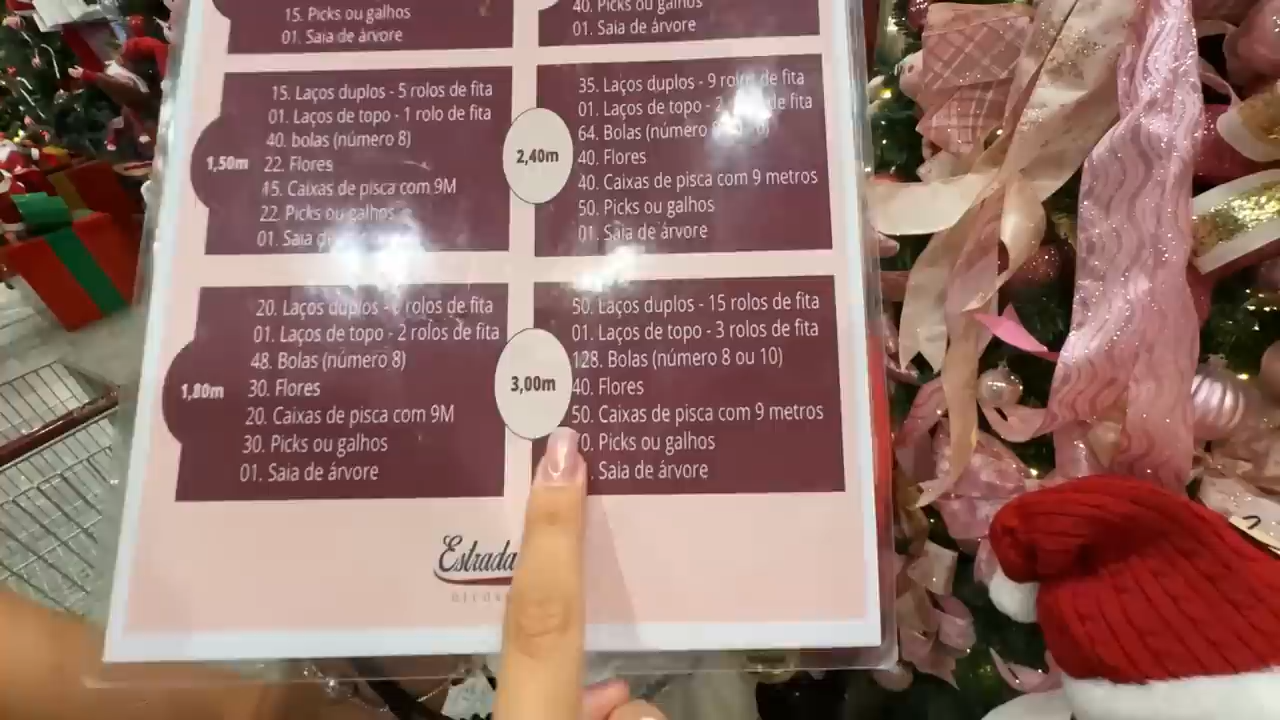 15. Picks ou galhos
01. Saia de árvore
40. Picks ou galhos
01. Saia de árvore
1,50m
15. Laços duplos - 5 rolos de fita
01. Laços de topo - 1 rolo de fita
40. bolas (número 8)
22. Flores
15. Caixas de pisca com 9M
22. Picks ou galhos
01. Saia
2,40m
35. Laços duplos - 9 rolos de fita
01. Laços de topo - 2 de fita
64. Bolas (número
40. Flores
40. Caixas de pisca com 9 metros
50. Picks ou galhos
01. Saia de árvore
1,80m
20. Laços duplos - rolos de fita
01. Laços de topo - 2 rolos de fita
48. Bolas (número 8)
30. Flores
20. Caixas de pisca com 9M
30. Picks ou galhos
01. Saia de árvore
3,00m
50. Laços duplos - 15 rolos de fita
01. Laços de topo - 3 rolos de fita
128. Bolas (número 8 ou 10)
40. Flores
50. Caixas de pisca com 9 metros
Picks ou galhos
Saia de árvore
Estrada